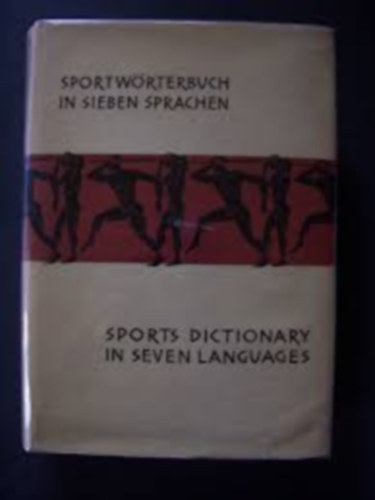 SPORTWÖRTERBUCH
IN SIEBEN SPRACHEN
SPORTS DICTIONARY
IN SEVEN LANGUAGES